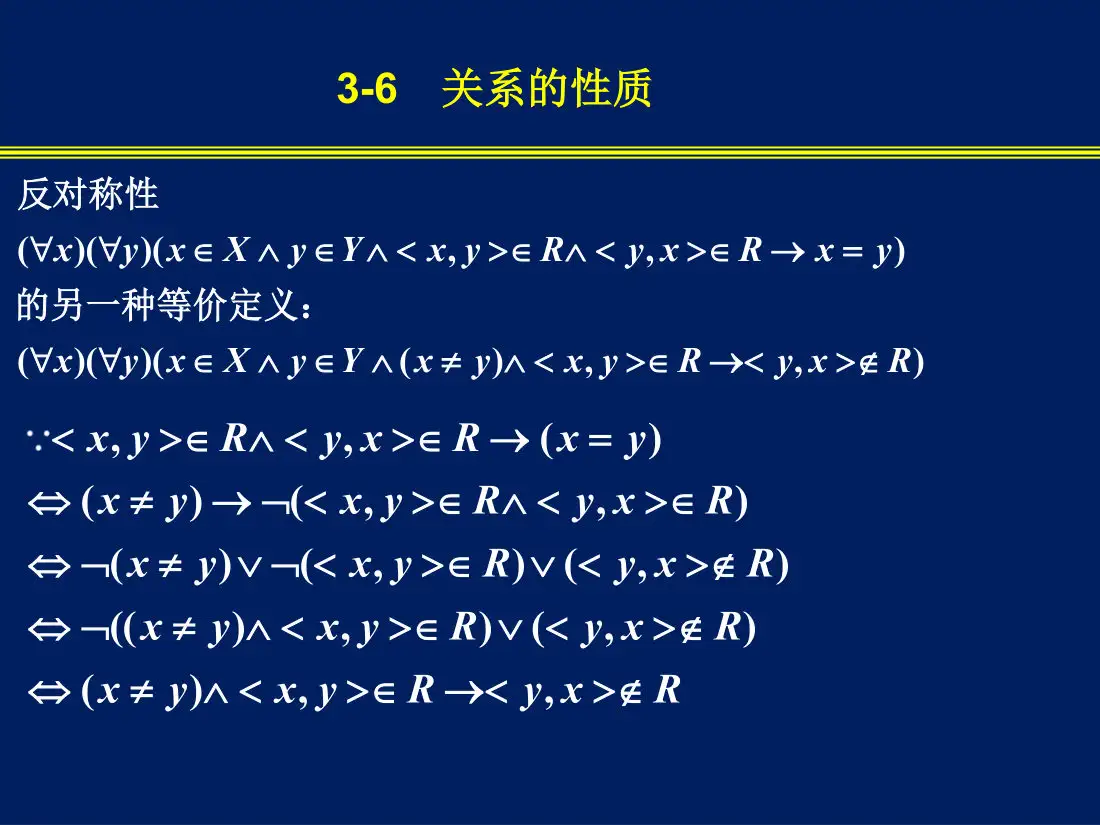 3-6 关系的性质
反对称性
(∀x)(∀y)(x ∈ X ∧ y ∈ Y ∧ < x, y >∈ R ∧ < y, x >∈ R → x = y)
的另一种等价定义：
(∀x)(∀y)(x ∈ X ∧ y ∈ Y ∧ (x ≠ y) ∧ < x, y >∈ R →< y, x >∉ R)
∵< x, y >∈ R ∧ < y, x >∈ R → (x = y)
⇔ (x ≠ y) → ¬(< x, y >∈ R ∧ < y, x >∈ R)
⇔ ¬(x ≠ y) ∨ ¬(< x, y >∈ R) ∨ (< y, x >∉ R)
⇔ ¬((x ≠ y) ∧ < x, y >∈ R) ∨ (< y, x >∉ R)
⇔ (x ≠ y) ∧ < x, y >∈ R →< y, x >∉ R